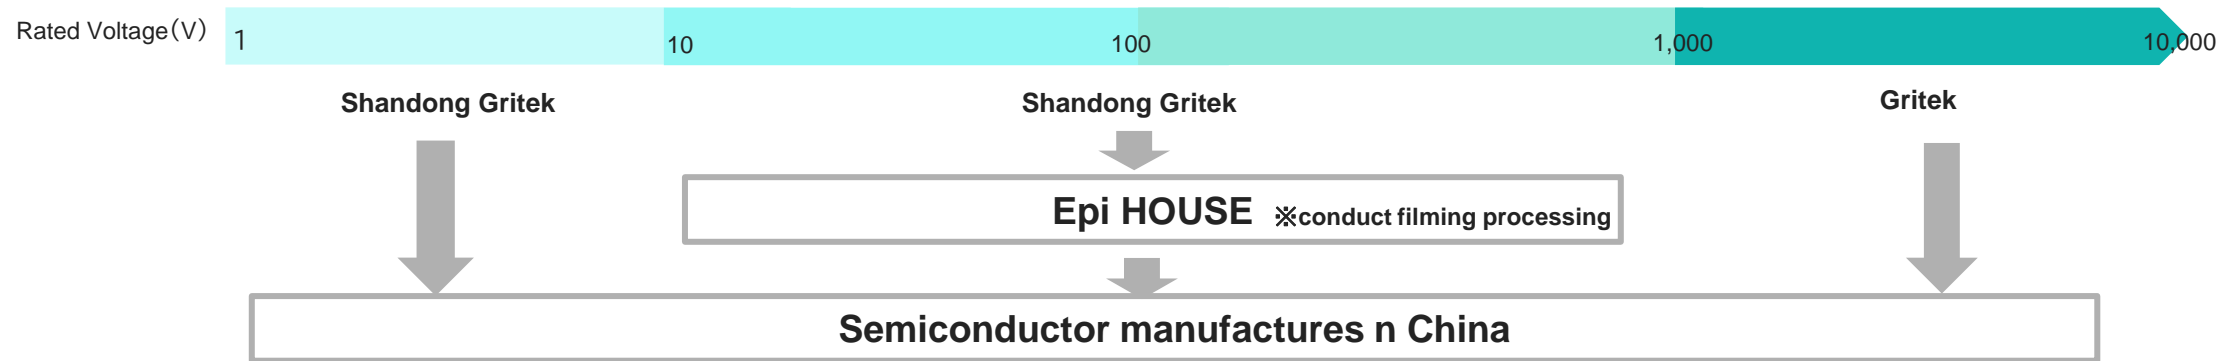 Rated Voltage(V) 1 10 100 1,000 10,000
Shandong Gritek Shandong Gritek Gritek
Epi HOUSE ※conduct filming processing
Semiconductor manufactures n China